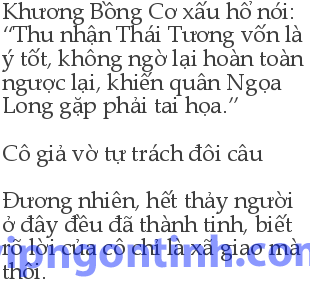 Khương Bồng Cơ xấu hổ nói:
“Thu nhận Thái Tương vốn là
ý tốt, không ngờ lại hoàn toàn
ngược lại, khiến quân Ngọa
Long gặp phải tai họa.”
Cô giả vờ tự trách đôi câu
Đương nhiên, hết thảy người
ở đây đều đã thành tinh, biết
rõ lời của cô chỉ là xã giao mà
thôi.
vipngontinh.com